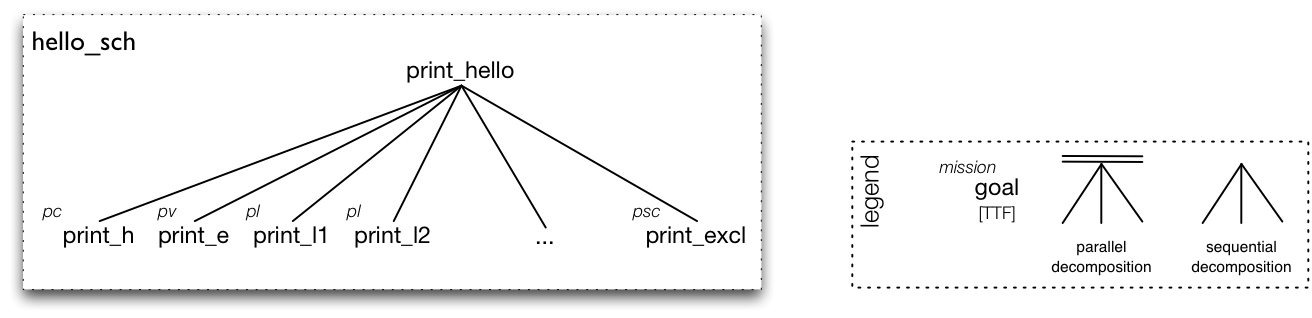 hello_sch
print_hello
pc pv pl pl psc
print_h print_e print_l1 print_l2 ... print_excl
legend
mission
goal
[TTF]
parallel
decomposition
sequential
decomposition